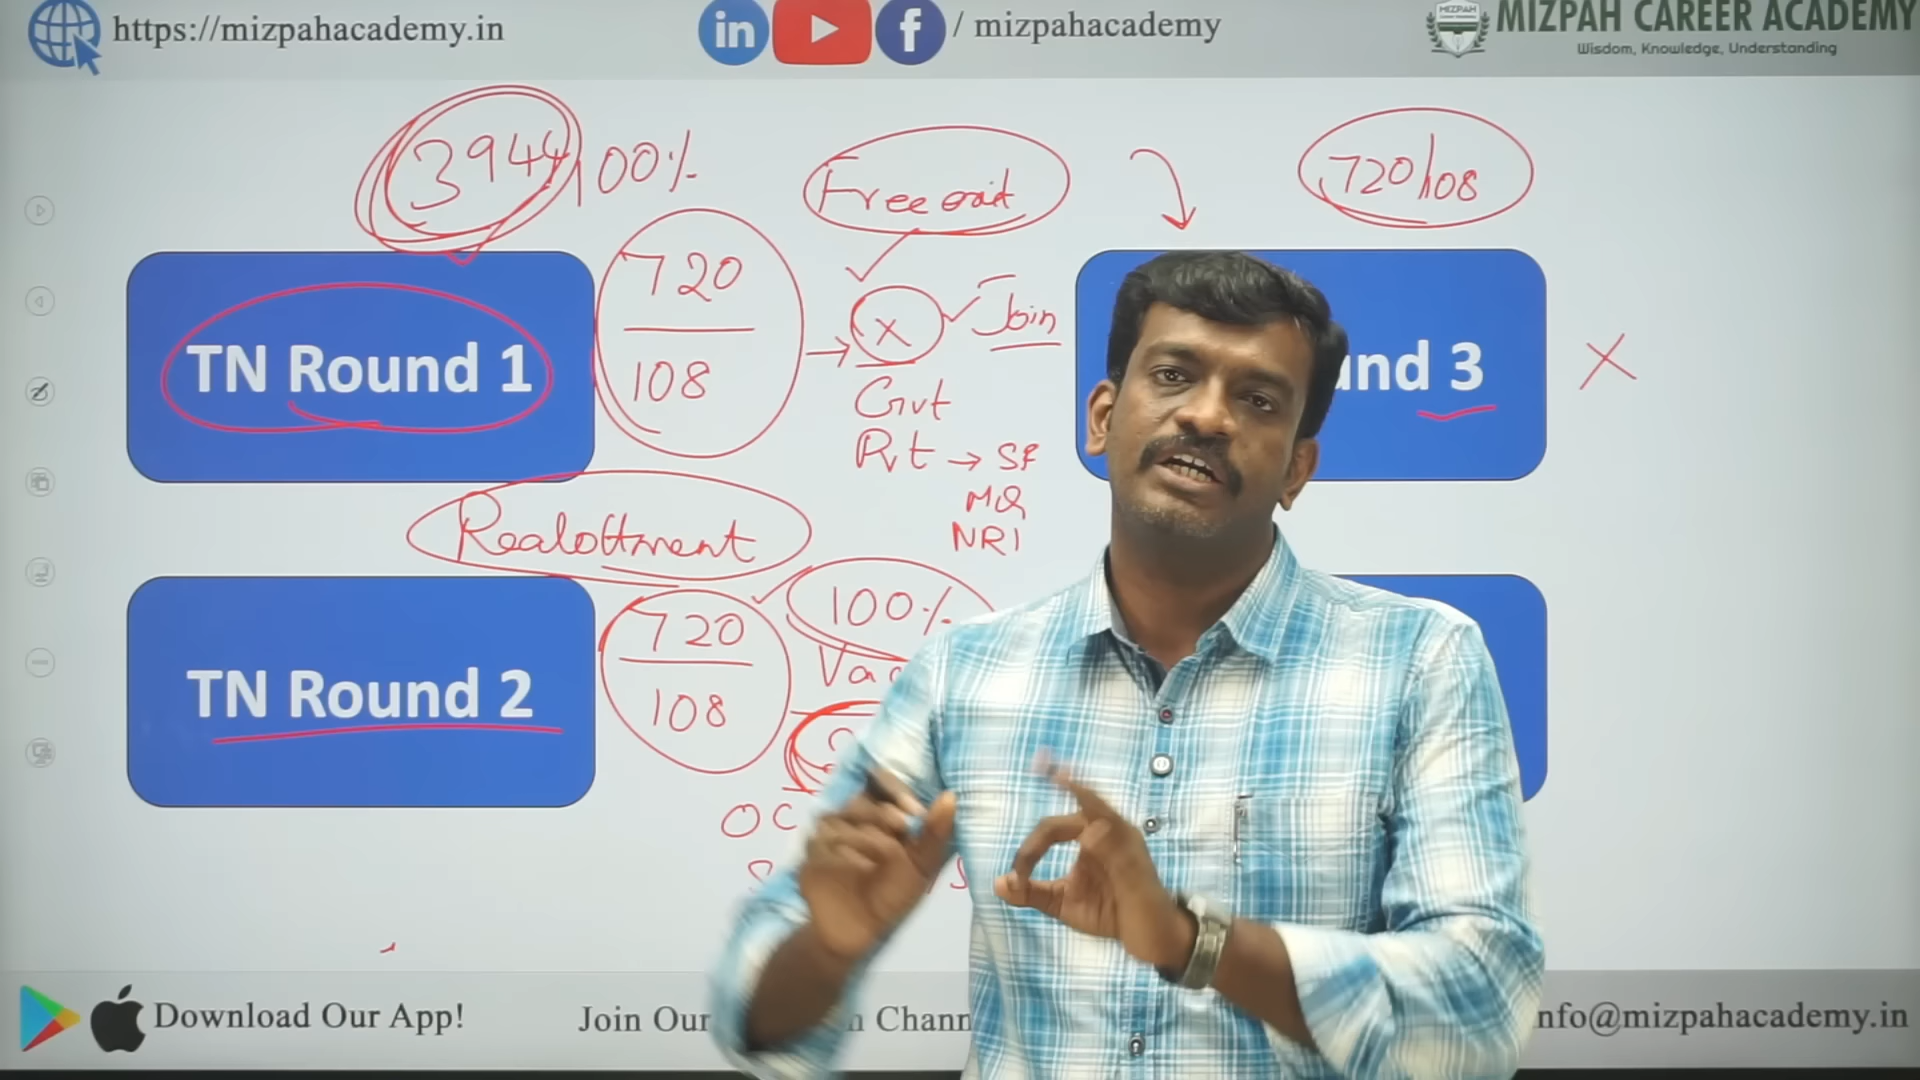 https://mizpahacademy.in
in f / mizpahacademy
MIZPAH
MIZPAH CAREER ACADEMY
Wisdom, Knowledge, Understanding
3944 100%
Free exit
720/108
TN Round 1
720
108
x Join
Govt
Pvt → SF
MQ
NRI
und 3
X
Reallotment
TN Round 2
720
108
100%
OC
Download Our App!
Join Our
n Chann
nfo@mizpahacademy.in